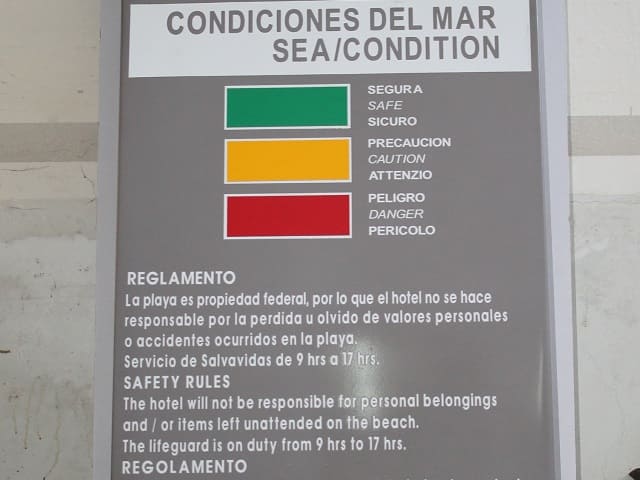 CONDICIONES DEL MAR
SEA/CONDITION
SEGURA
SAFE
SICURO
PRECAUCION
CAUTION
ATTENZIO
PELIGRO
DANGER
PERICOLO
REGLAMENTO
La playa es propiedad federal, por lo que el hotel no se hace
responsable por la perdida u olvido de valores personales
o accidentes ocurridos en la playa.
Servicio de Salvavidas de 9 hrs a 17 hrs.
SAFETY RULES
The hotel will not be responsible for personal belongings
and / or items left unattended on the beach.
The lifeguard is on duty from 9 hrs to 17 hrs.
REGOLAMENTO